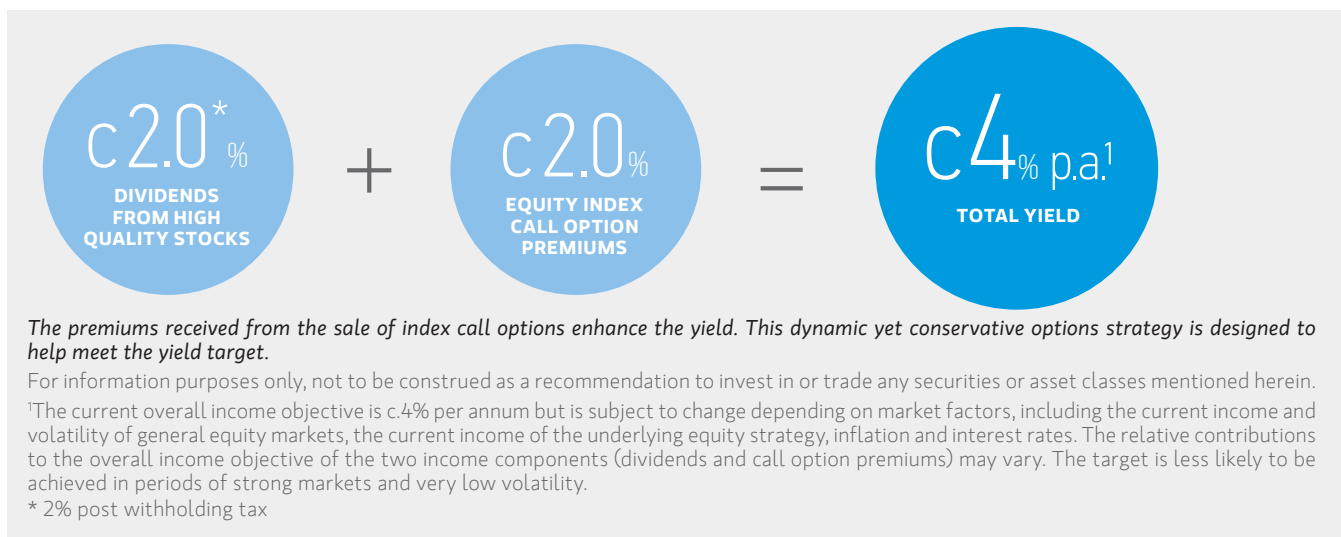 c2.0*%
DIVIDENDS
FROM HIGH
QUALITY STOCKS
+
c2.0%
EQUITY INDEX
CALL OPTION
PREMIUMS
=
c4% p.a.¹
TOTAL YIELD
The premiums received from the sale of index call options enhance the yield. This dynamic yet conservative options strategy is designed to
help meet the yield target.
For information purposes only, not to be construed as a recommendation to invest in or trade any securities or asset classes mentioned herein.
¹The current overall income objective is c.4% per annum but is subject to change depending on market factors, including the current income and
volatility of general equity markets, the current income of the underlying equity strategy, inflation and interest rates. The relative contributions
to the overall income objective of the two income components (dividends and call option premiums) may vary. The target is less likely to be
achieved in periods of strong markets and very low volatility.
* 2% post withholding tax